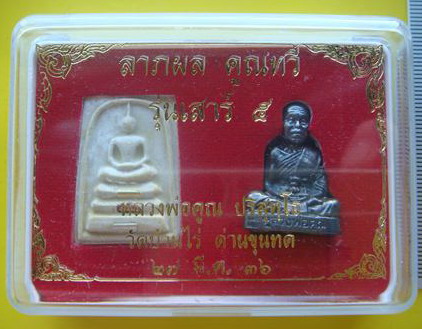 ลาภผล คูณทวี
รุ่นเสาร์ ๕
หลวงพ่อคูณ ปริสุทโธ
วัดบ้านไร่ ด่านขุนทด
๒๗ มี.ค. ๓๖